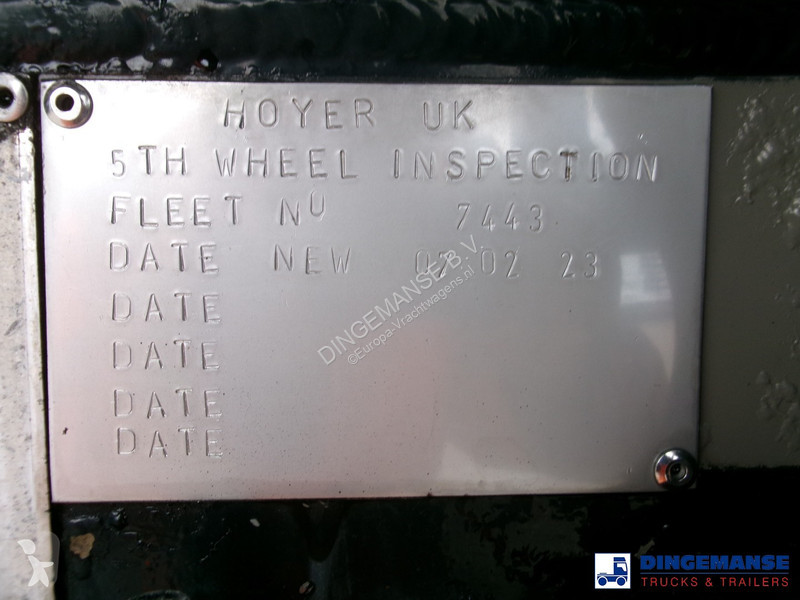 HOYER UK
5TH WHEEL INSPECTION
FLEET NU 7443
DATE NEW 02 23
DATE
DATE
DATE
DATE
DINGEMANSE B.V.
©Europa-Vrachtwagens.nl
DINGEMANSE
TRUCKS & TRAILERS